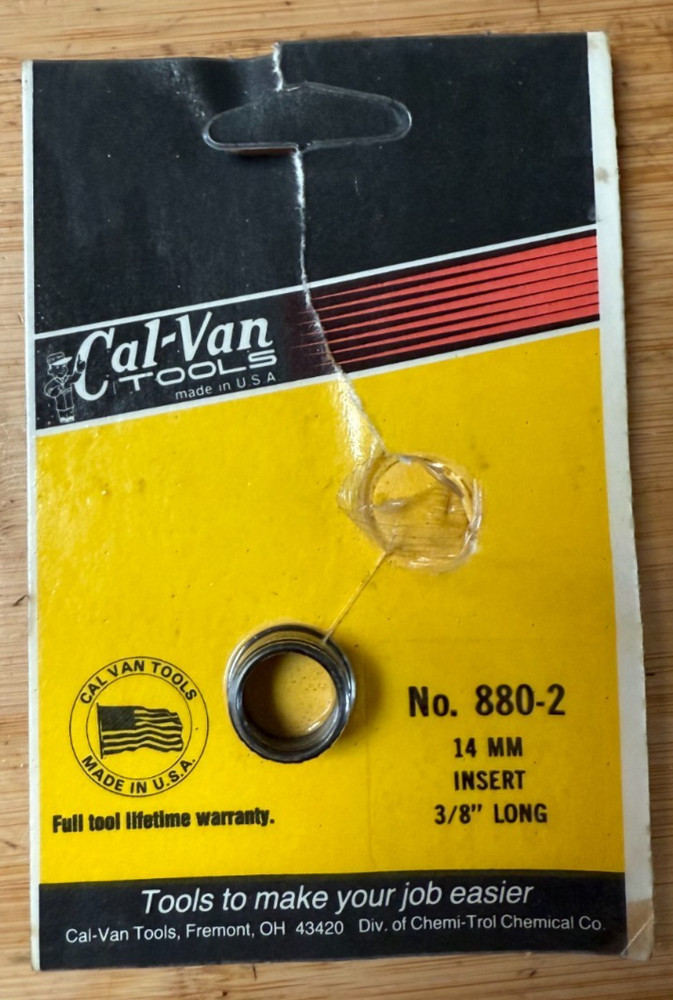 Cal-Van
TOOLS
made in U S A
CAL VAN TOOLS
MADE IN U.S.A.
Full tool lifetime warranty.
No. 880-2
14 MM
INSERT
3/8" LONG
Tools to make your job easier
Cal-Van Tools, Fremont, OH 43420 Div. of Chemi-Trol Chemical Co.